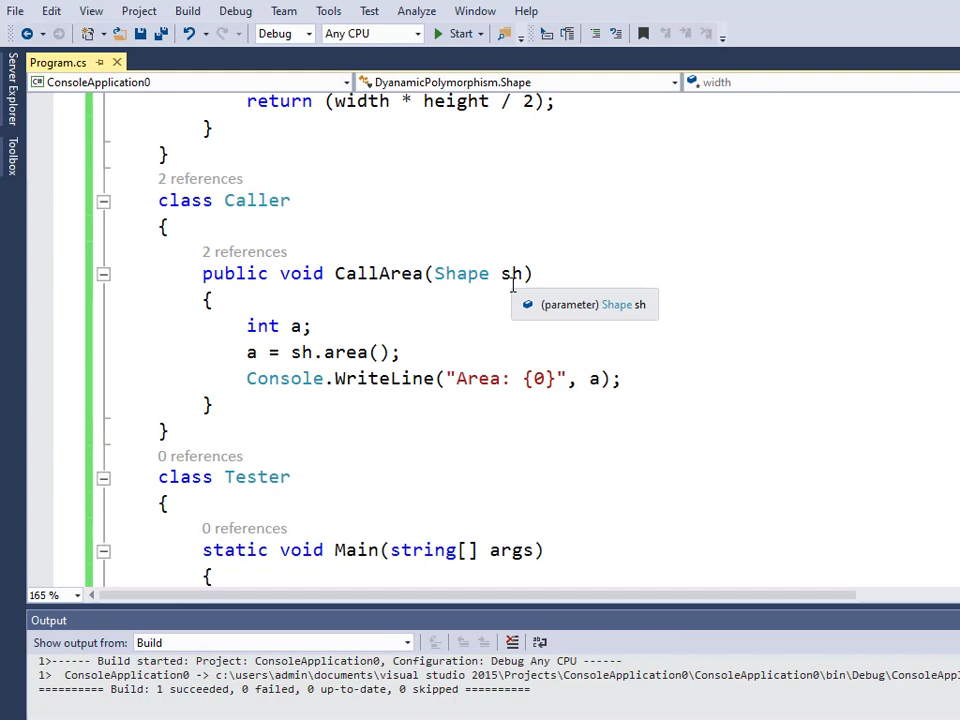 File Edit View Project Build Debug Team Tools Test Analyze Window Help
Debug Any CPU Start
Program.cs
ConsoleApplication0 DyanamicPolymorphism.Shape width
Server Explorer
Toolbox
return (width * height / 2);
}
}
2 references
class Caller
{
2 references
public void CallArea(Shape sh)
{
(parameter) Shape sh
int a;
a = sh.area();
Console.WriteLine("Area: {0}", a);
}
}
0 references
class Tester
{
0 references
static void Main(string[] args)
{
165 %
Output
Show output from: Build
1>------ Build started: Project: ConsoleApplication0, Configuration: Debug Any CPU ------
1> ConsoleApplication0 -> c:\users\admin\documents\visual studio 2015\Projects\ConsoleApplication0\ConsoleApplication0\bin\Debug\ConsoleAppl
========== Build: 1 succeeded, 0 failed, 0 up-to-date, 0 skipped ==========